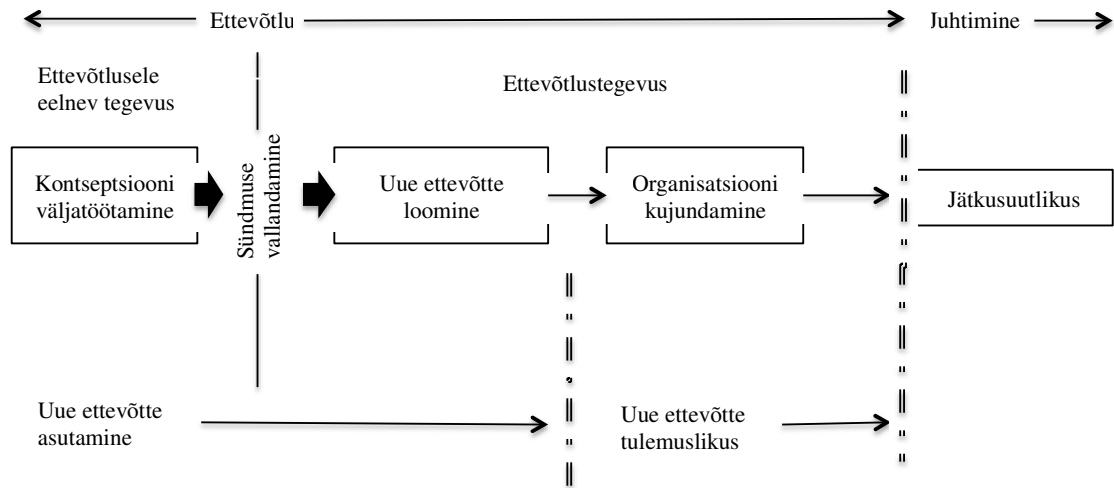 Ettevõtlu
Juhtimine
Ettevõtlusele
eelnev tegevus
Ettevõtlustegevus
Kontseptsiooni
väljatöötamine
Sündmuse
vallandamine
Uue ettevõtte
loomine
Organisatsiooni
kujundamine
Jätkusuutlikus
Uue ettevõtte
asutamine
Uue ettevõtte
tulemuslikus